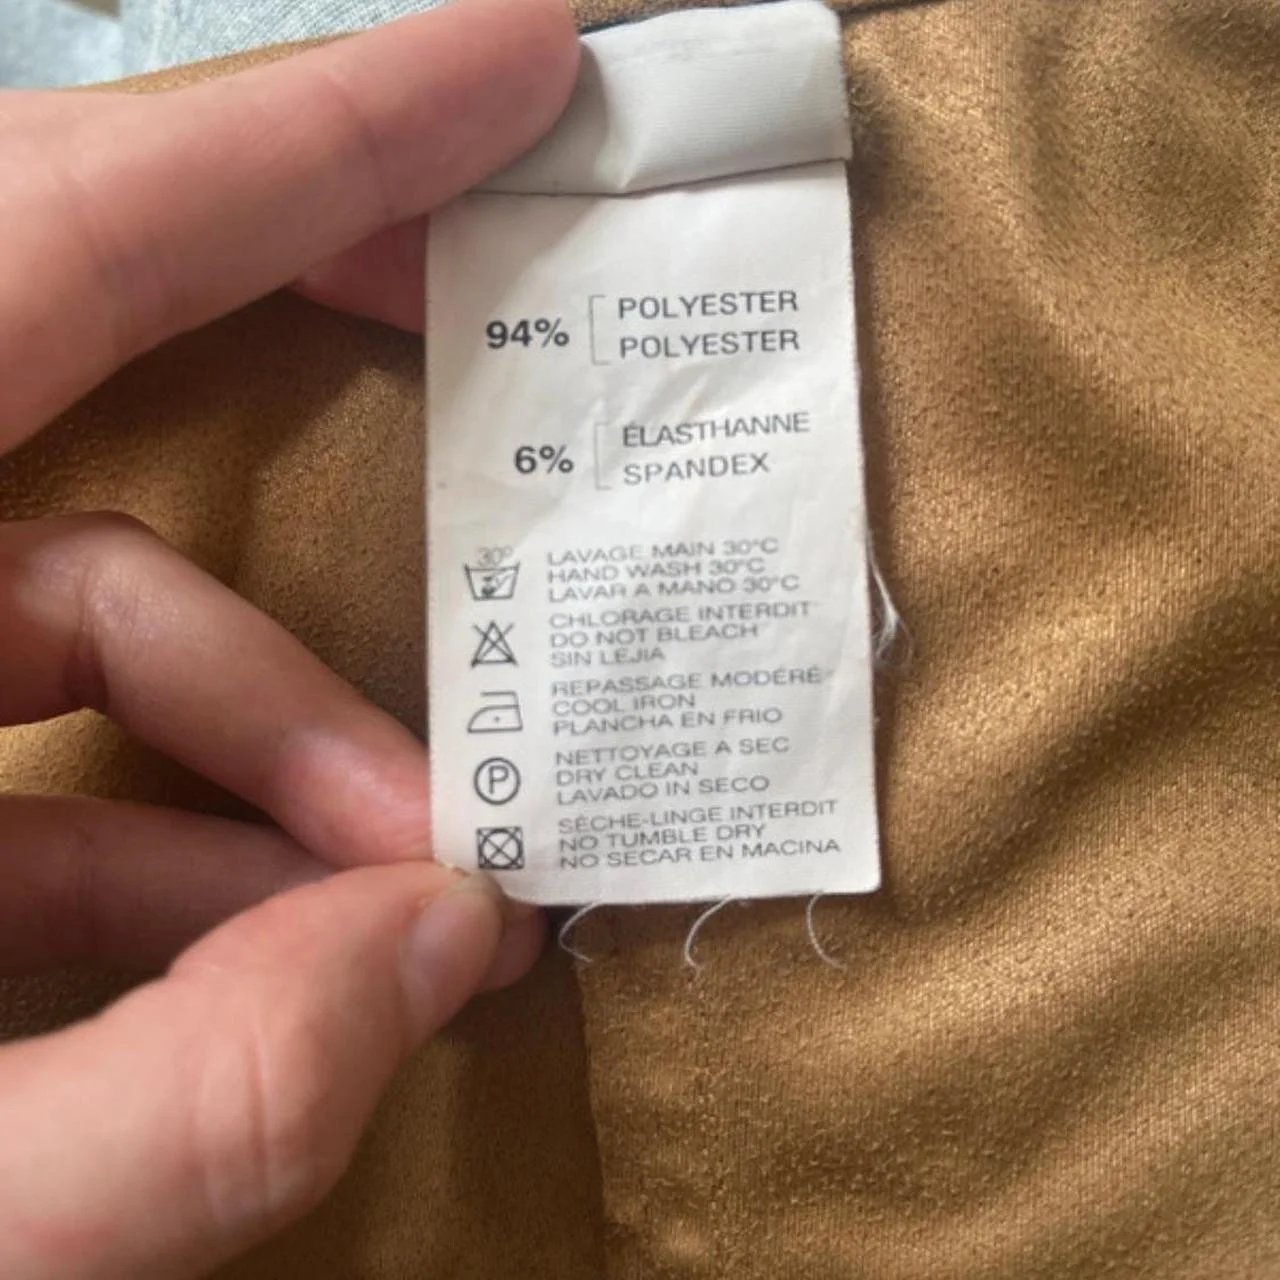 94%
POLYESTER
POLYESTER
6%
ÉLASTHANNE
SPANDEX
30°
LAVAGE MAIN 30°C
HAND WASH 30°C
LAVAR A MANO 30°C
CHLORAGE INTERDIT
DO NOT BLEACH
SIN LEJIA
REPASSAGE MODÉRÉ
COOL IRON
PLANCHA EN FRIO
P
NETTOYAGE A SEC
DRY CLEAN
LAVADO IN SECO
SÈCHE-LINGE INTERDIT
NO TUMBLE DRY
NO SECAR EN MACINA